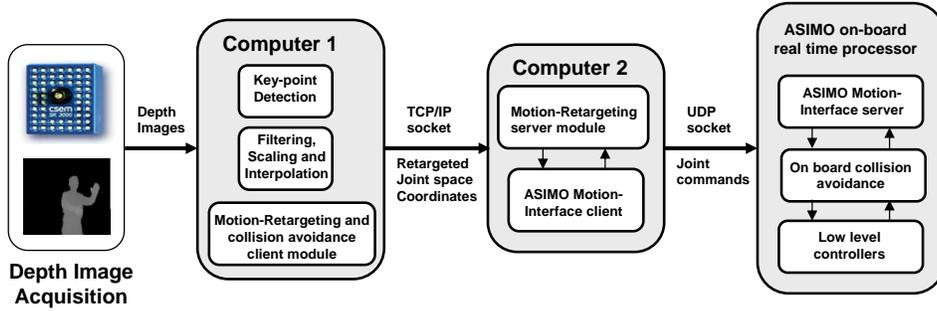 csem
SR 3000
Depth Image
Acquisition
Depth
Images
Computer 1
Key-point
Detection
Filtering,
Scaling and
Interpolation
Motion-Retargeting and
collision avoidance
client module
TCP/IP
socket
Retargeted
Joint space
Coordinates
Computer 2
Motion-Retargeting
server module
ASIMO Motion-
Interface client
UDP
socket
Joint
commands
ASIMO on-board
real time processor
ASIMO Motion-
Interface server
On board collision
avoidance
Low level
controllers